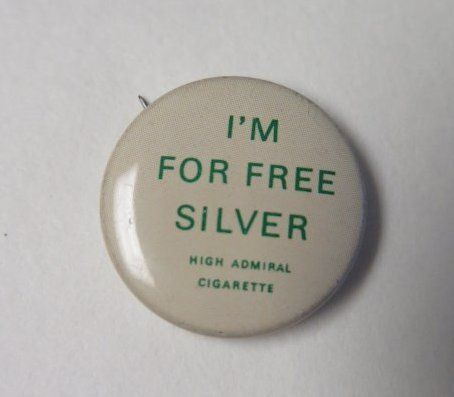 I'M
FOR FREE
SiLVER
HIGH ADMIRAL
CIGARETTE